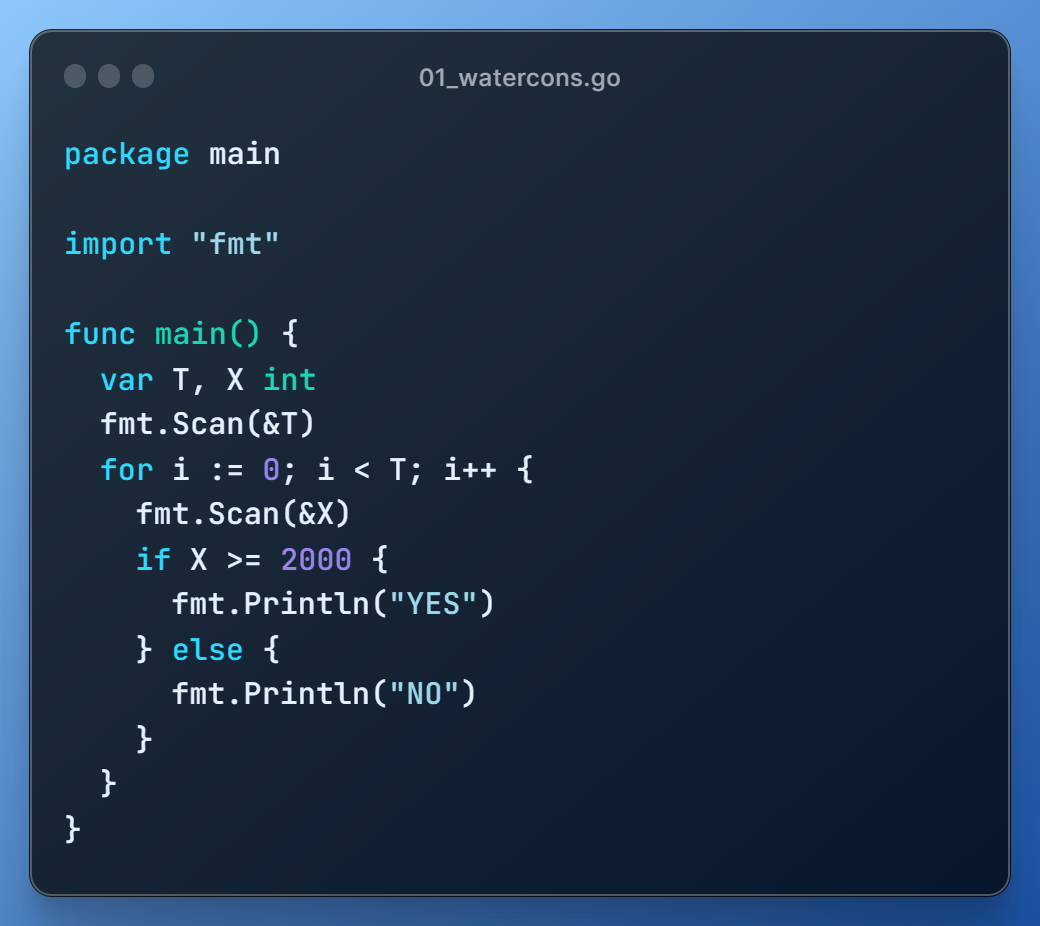 01_watercons.go
package main
import "fmt"
func main() {
  var T, X int
  fmt.Scan(&T)
  for i := 0; i < T; i++ {
    fmt.Scan(&X)
    if X >= 2000 {
      fmt.Println("YES")
    } else {
      fmt.Println("NO")
    }
  }
}